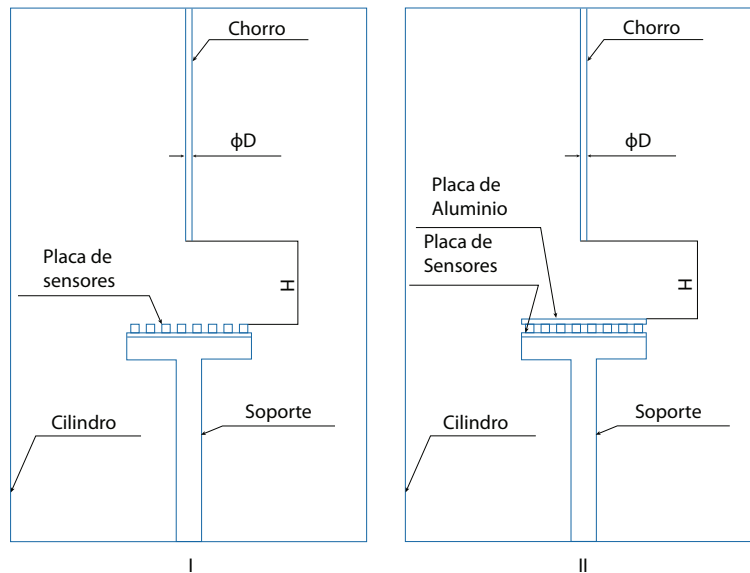 Chorro
ϕD
Placa de
sensores
H
Cilindro
Soporte
I
Chorro
ϕD
Placa de
Aluminio
Placa de
Sensores
H
Cilindro
Soporte
II